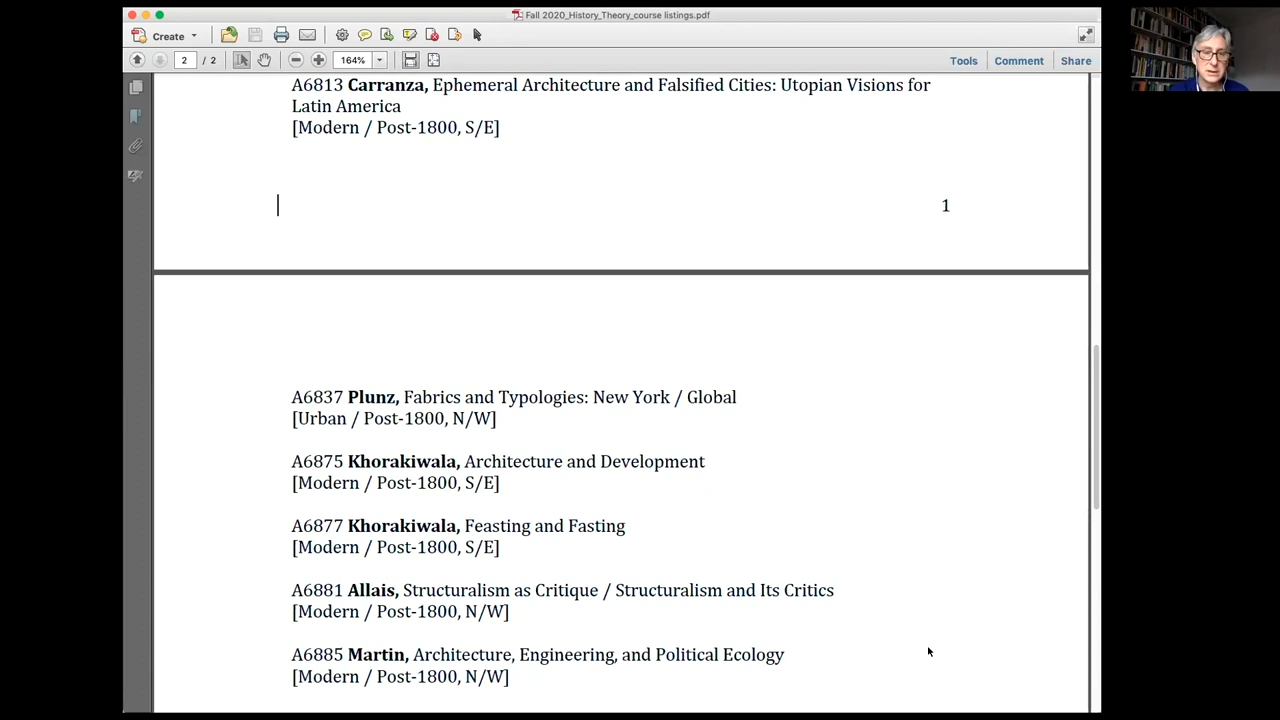 Fall 2020_History_Theory_course listings.pdf
Create
2 / 2
164%
Tools
Comment
Share
A6813 Carranza, Ephemeral Architecture and Falsified Cities: Utopian Visions for
Latin America
[Modern / Post-1800, S/E]
1
A6837 Plunz, Fabrics and Typologies: New York / Global
[Urban / Post-1800, N/W]
A6875 Khorakiwala, Architecture and Development
[Modern / Post-1800, S/E]
A6877 Khorakiwala, Feasting and Fasting
[Modern / Post-1800, S/E]
A6881 Allais, Structuralism as Critique / Structuralism and Its Critics
[Modern / Post-1800, N/W]
A6885 Martin, Architecture, Engineering, and Political Ecology
[Modern / Post-1800, N/W]